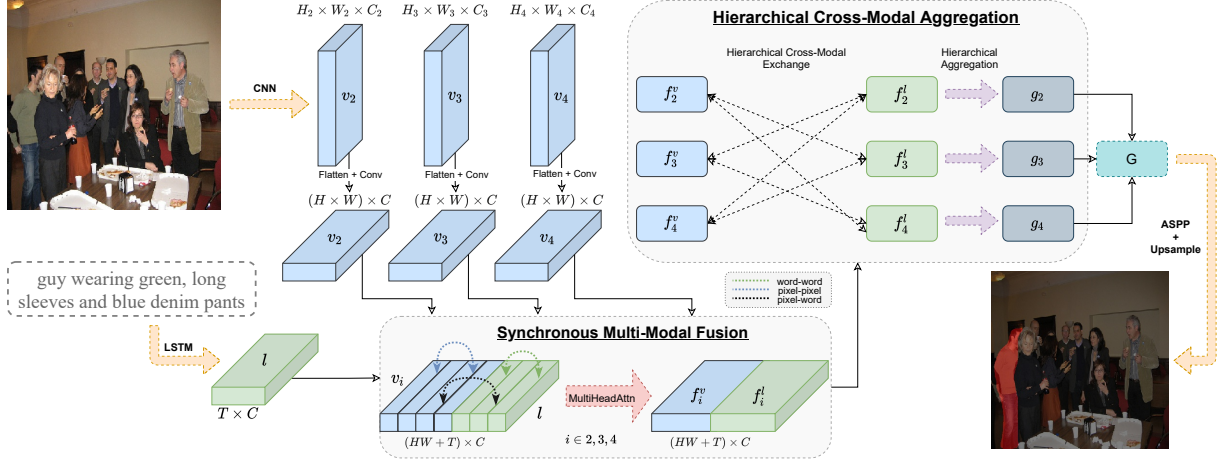 H₂ × W₂ × C₂
H₃ × W₃ × C₃
H₄ × W₄ × C₄
CNN
v₂
v₃
v₄
Flatten + Conv
Flatten + Conv
Flatten + Conv
(H × W) × C
(H × W) × C
(H × W) × C
v₂
v₃
v₄
guy wearing green, long
sleeves and blue denim pants
LSTM
l
T × C
Hierarchical Cross-Modal Aggregation
Hierarchical Cross-Modal
Exchange
Hierarchical
Aggregation
f₂ᵛ
f₂ˡ
g₂
f₃ᵛ
f₃ˡ
g₃
f₄ᵛ
f₄ˡ
g₄
G
ASPP
+
Upsample
word-word
pixel-pixel
pixel-word
Synchronous Multi-Modal Fusion
vᵢ
l
(HW + T) × C
MultiHeadAttn
i ∈ 2, 3, 4
fᵢᵛ
fᵢˡ
(HW + T) × C